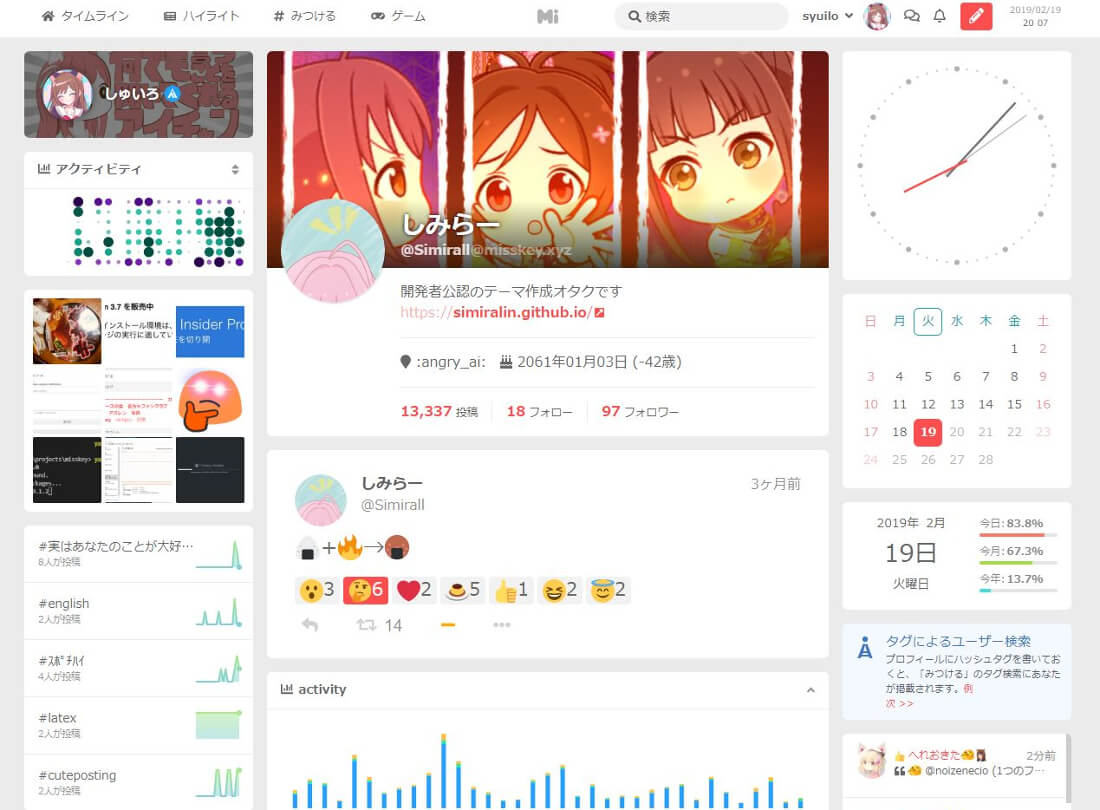 タイムライン
ハイライト
# みつける
ゲーム
Mi
検索
syuilo
2019/02/19
20 07
しゅいろ
アクティビティ
n 3.7 を販売中
インストール環境は、
Insider Pro
を切り開
#実はあなたのことが大好…
8人が投稿
#english
2人が投稿
#ｽﾎﾟﾁﾊｲ
4人が投稿
#latex
2人が投稿
#cuteposting
2人が投稿
しみらー
@Simirall@misskey.xyz
開発者公認のテーマ作成オタクです
https://simiralin.github.io/
:angry_ai: 2061年01月03日 (-42歳)
13,337 投稿 18 フォロー 97 フォロワー
しみらー
3ヶ月前
@Simirall
🍙+🔥→🍘
😮3 🤔6 ❤2 🍮5 👍1 😆2 😇2
14
activity
日 月 火 水 木 金 土
1 2
3 4 5 6 7 8 9
10 11 12 13 14 15 16
17 18 19 20 21 22 23
24 25 26 27 28
2019年 2月
19日
火曜日
今日: 83.8%
今月: 67.3%
今年: 13.7%
タグによるユーザー検索
プロフィールにハッシュタグを書いてお
くと、「みつける」のタグ検索にあなた
が掲載されます。例
次 >>
へれおきた
2分前
@noizenecio (1つのフ…